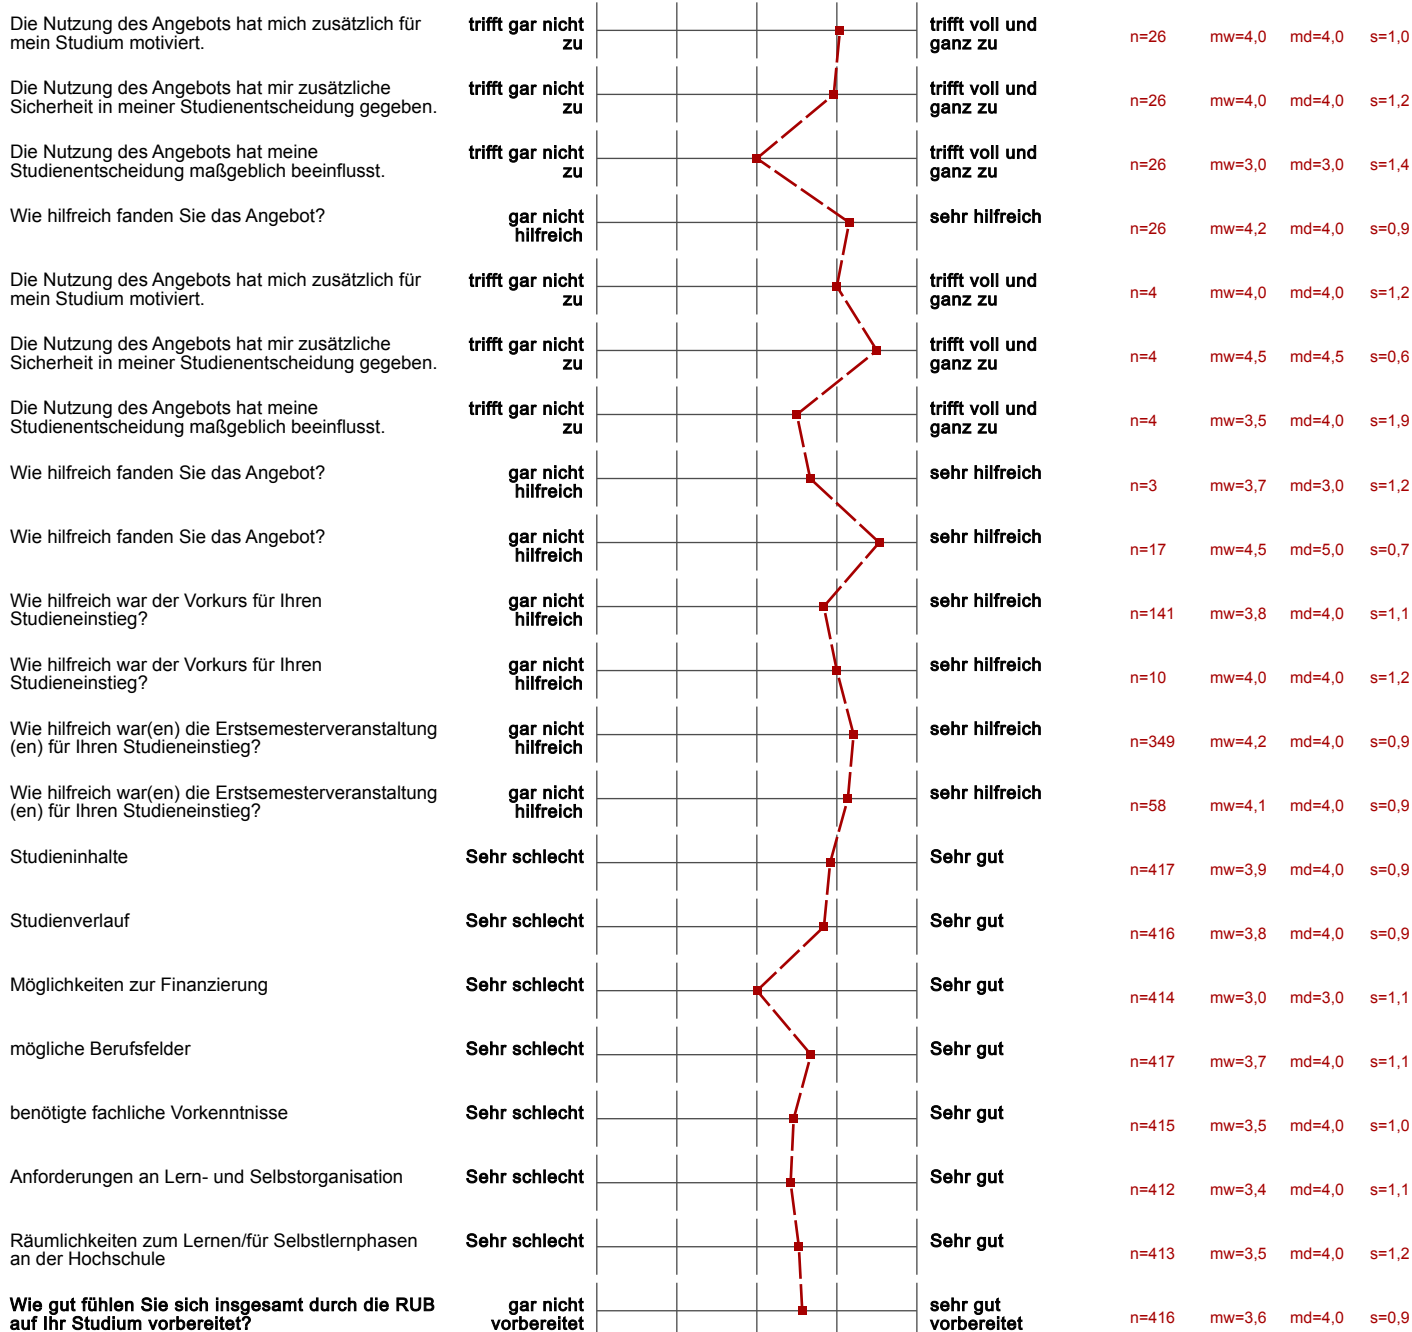 Die Nutzung des Angebots hat mich zusätzlich für
mein Studium motiviert.
trifft gar nicht
zu
trifft voll und
ganz zu
n=26 mw=4,0 md=4,0 s=1,0
Die Nutzung des Angebots hat mir zusätzliche
Sicherheit in meiner Studienentscheidung gegeben.
trifft gar nicht
zu
trifft voll und
ganz zu
n=26 mw=4,0 md=4,0 s=1,2
Die Nutzung des Angebots hat meine
Studienentscheidung maßgeblich beeinflusst.
trifft gar nicht
zu
trifft voll und
ganz zu
n=26 mw=3,0 md=3,0 s=1,4
Wie hilfreich fanden Sie das Angebot?
gar nicht
hilfreich
sehr hilfreich
n=26 mw=4,2 md=4,0 s=0,9
Die Nutzung des Angebots hat mich zusätzlich für
mein Studium motiviert.
trifft gar nicht
zu
trifft voll und
ganz zu
n=4 mw=4,0 md=4,0 s=1,2
Die Nutzung des Angebots hat mir zusätzliche
Sicherheit in meiner Studienentscheidung gegeben.
trifft gar nicht
zu
trifft voll und
ganz zu
n=4 mw=4,5 md=4,5 s=0,6
Die Nutzung des Angebots hat meine
Studienentscheidung maßgeblich beeinflusst.
trifft gar nicht
zu
trifft voll und
ganz zu
n=4 mw=3,5 md=4,0 s=1,9
Wie hilfreich fanden Sie das Angebot?
gar nicht
hilfreich
sehr hilfreich
n=3 mw=3,7 md=3,0 s=1,2
Wie hilfreich fanden Sie das Angebot?
gar nicht
hilfreich
sehr hilfreich
n=17 mw=4,5 md=5,0 s=0,7
Wie hilfreich war der Vorkurs für Ihren
Studieneinstieg?
gar nicht
hilfreich
sehr hilfreich
n=141 mw=3,8 md=4,0 s=1,1
Wie hilfreich war der Vorkurs für Ihren
Studieneinstieg?
gar nicht
hilfreich
sehr hilfreich
n=10 mw=4,0 md=4,0 s=1,2
Wie hilfreich war(en) die Erstsemesterveranstaltung
(en) für Ihren Studieneinstieg?
gar nicht
hilfreich
sehr hilfreich
n=349 mw=4,2 md=4,0 s=0,9
Wie hilfreich war(en) die Erstsemesterveranstaltung
(en) für Ihren Studieneinstieg?
gar nicht
hilfreich
sehr hilfreich
n=58 mw=4,1 md=4,0 s=0,9
Studieninhalte
Sehr schlecht
Sehr gut
n=417 mw=3,9 md=4,0 s=0,9
Studienverlauf
Sehr schlecht
Sehr gut
n=416 mw=3,8 md=4,0 s=0,9
Möglichkeiten zur Finanzierung
Sehr schlecht
Sehr gut
n=414 mw=3,0 md=3,0 s=1,1
mögliche Berufsfelder
Sehr schlecht
Sehr gut
n=417 mw=3,7 md=4,0 s=1,1
benötigte fachliche Vorkenntnisse
Sehr schlecht
Sehr gut
n=415 mw=3,5 md=4,0 s=1,0
Anforderungen an Lern- und Selbstorganisation
Sehr schlecht
Sehr gut
n=412 mw=3,4 md=4,0 s=1,1
Räumlichkeiten zum Lernen/für Selbstlernphasen
an der Hochschule
Sehr schlecht
Sehr gut
n=413 mw=3,5 md=4,0 s=1,2
Wie gut fühlen Sie sich insgesamt durch die RUB
auf Ihr Studium vorbereitet?
gar nicht
vorbereitet
sehr gut
vorbereitet
n=416 mw=3,6 md=4,0 s=0,9